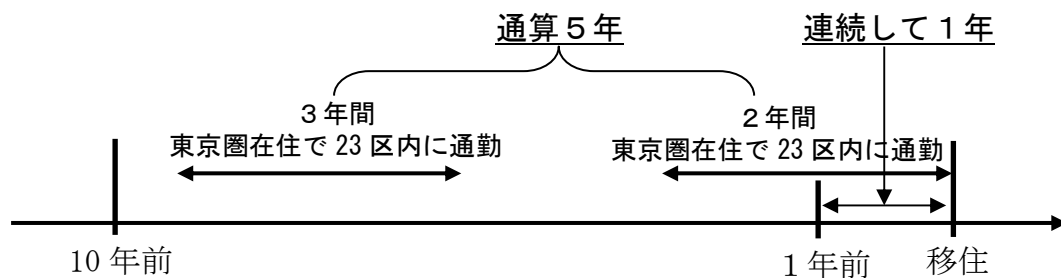 通算５年
連続して１年
３年間
東京圏在住で 23 区内に通勤
２年間
東京圏在住で 23 区内に通勤
10 年前
１年前
移住